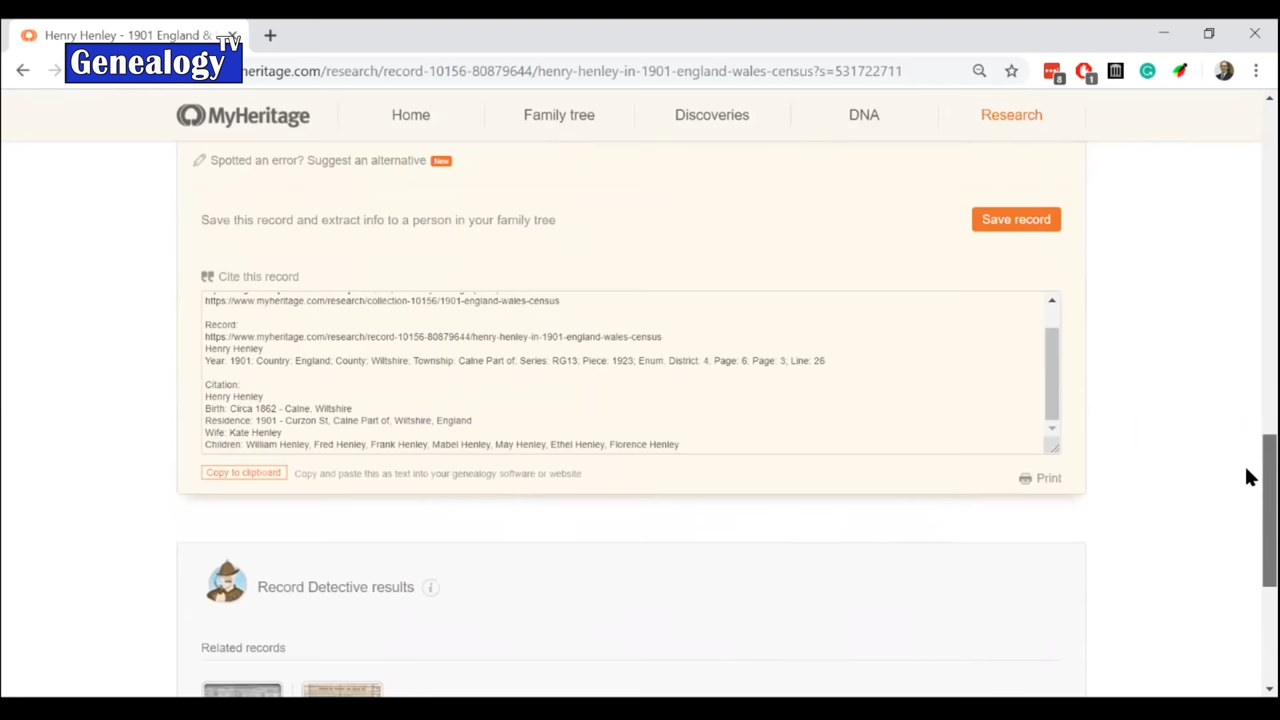 Henry Henley - 1901 England &
Genealogy TV
heritage.com/research/record-10156-80879644/henry-henley-in-1901-england-wales-census?s=531722711
8
1
MyHeritage
Home
Family tree
Discoveries
DNA
Research
Spotted an error? Suggest an alternative New
Save this record and extract info to a person in your family tree
Save record
Cite this record
https://www.myheritage.com/research/collection-10156/1901-england-wales-census
Record:
https://www.myheritage.com/research/record-10156-80879644/henry-henley-in-1901-england-wales-census
Henry Henley
Year: 1901; Country: England; County: Wiltshire; Township: Calne Part of; Series: RG13; Piece: 1923; Enum. District: 4; Page: 6; Page: 3; Line: 26
Citation:
Henry Henley
Birth: Circa 1862 - Calne, Wiltshire
Residence: 1901 - Curzon St, Calne Part of, Wiltshire, England
Wife: Kate Henley
Children: William Henley, Fred Henley, Frank Henley, Mabel Henley, May Henley, Ethel Henley, Florence Henley
Copy to clipboard
Copy and paste this as text into your genealogy software or website
Print
Record Detective results
i
Related records